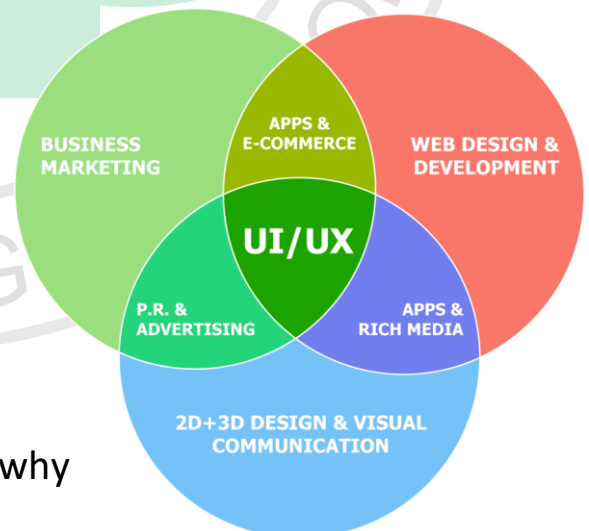 APPS &
E-COMMERCE
BUSINESS
MARKETING
WEB DESIGN &
DEVELOPMENT
UI/UX
P.R. &
ADVERTISING
APPS &
RICH MEDIA
2D+3D DESIGN & VISUAL
COMMUNICATION
why